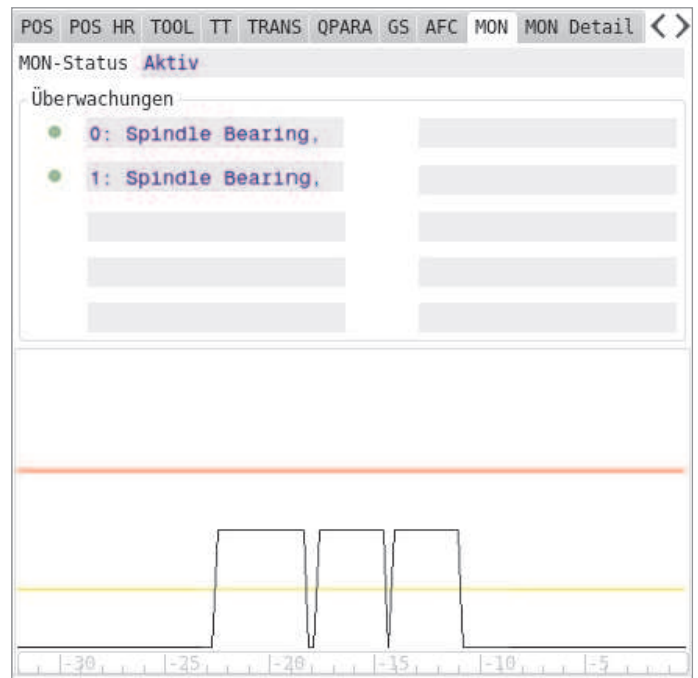 POS POS HR TOOL TT TRANS QPARA GS AFC MON MON Detail
MON-Status Aktiv
Überwachungen
0: Spindle Bearing,
1: Spindle Bearing,
-30 -25 -20 -15 -10 -5